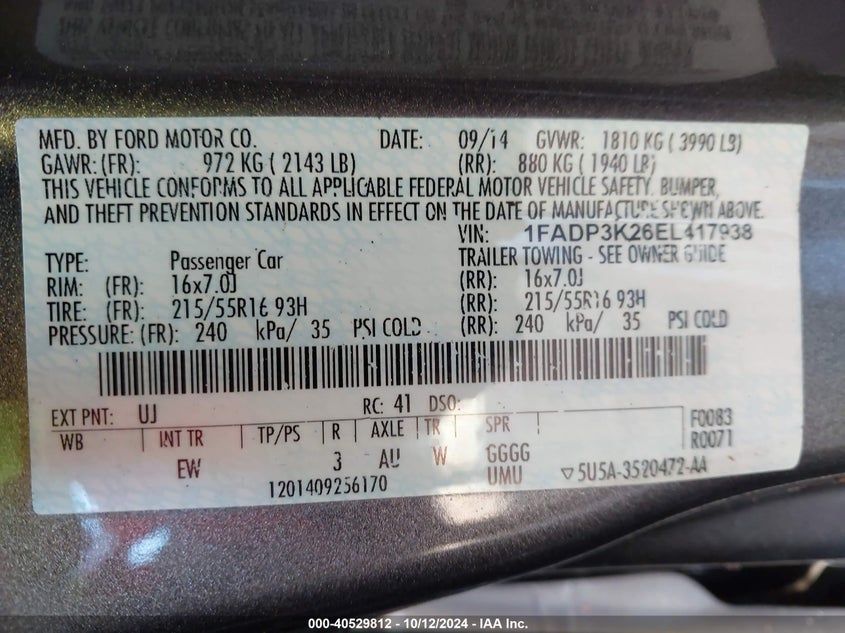 MFD. BY FORD MOTOR CO. DATE: 09/14 GVWR: 1810 KG ( 3990 LB)
GAWR: (FR): 972 KG ( 2143 LB) (RR): 880 KG ( 1940 LB)
THIS VEHICLE CONFORMS TO ALL APPLICABLE FEDERAL MOTOR VEHICLE SAFETY, BUMPER,
AND THEFT PREVENTION STANDARDS IN EFFECT ON THE DATE OF MANUFACTURE SHOWN ABOVE.
VIN: 1FADP3K26EL417938
TYPE: Passenger Car TRAILER TOWING - SEE OWNER GUIDE
RIM: (FR): 16x7.0J (RR): 16x7.0J
TIRE: (FR): 215/55R16 93H (RR): 215/55R16 93H
PRESSURE: (FR): 240 kPa/ 35 PSI COLD (RR): 240 kPa/ 35 PSI COLD
EXT PNT: UJ RC: 41 DSO: F0083
WB INT TR TP/PS R AXLE TR SPR R0071
EW 3 AU W GGGG
1201409256170 UMU ▽5U5A-3520472-AA
000-40529812 - 10/12/2024 - IAA Inc.